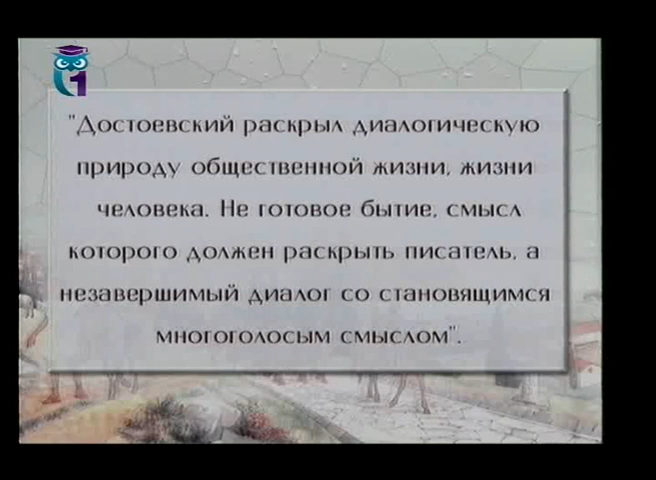 1
"Достоевский раскрыл диалогическую
природу общественной жизни, жизни
человека. Не готовое бытие, смысл
которого должен раскрыть писатель, а
незавершимый диалог со становящимся
многоголосым смыслом".